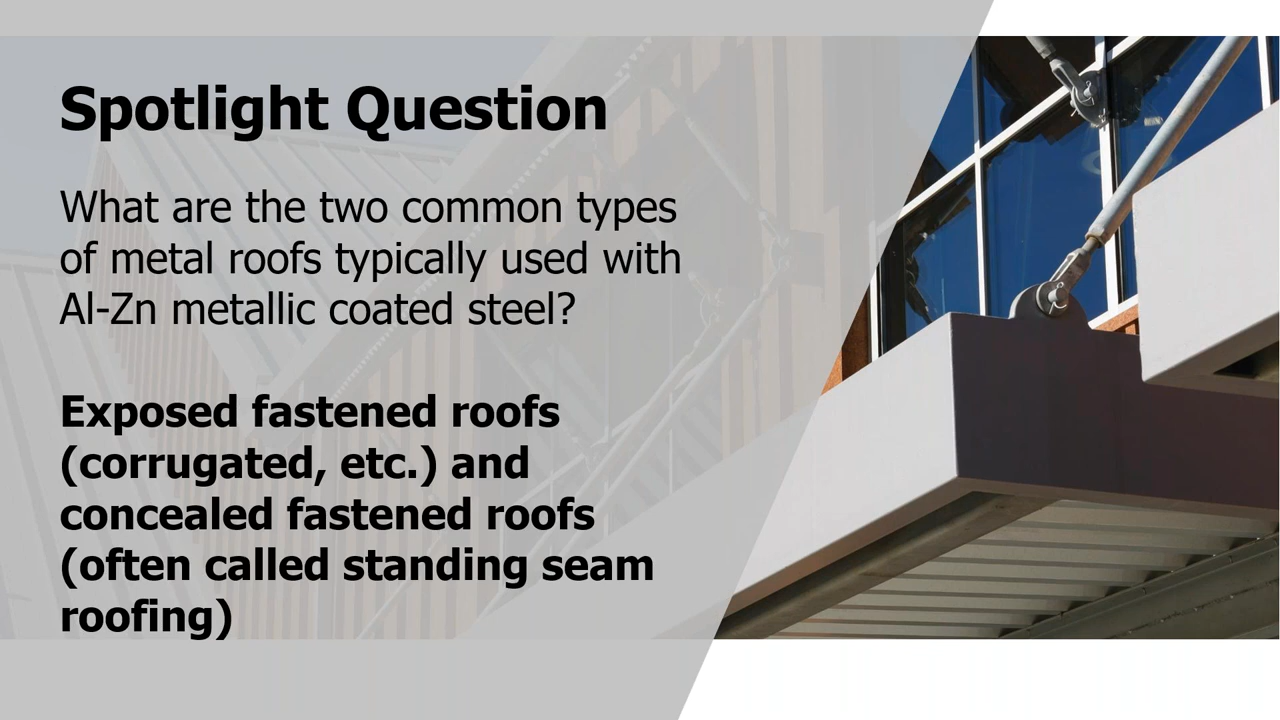 Spotlight Question
What are the two common types
of metal roofs typically used with
Al-Zn metallic coated steel?
Exposed fastened roofs
(corrugated, etc.) and
concealed fastened roofs
(often called standing seam
roofing)